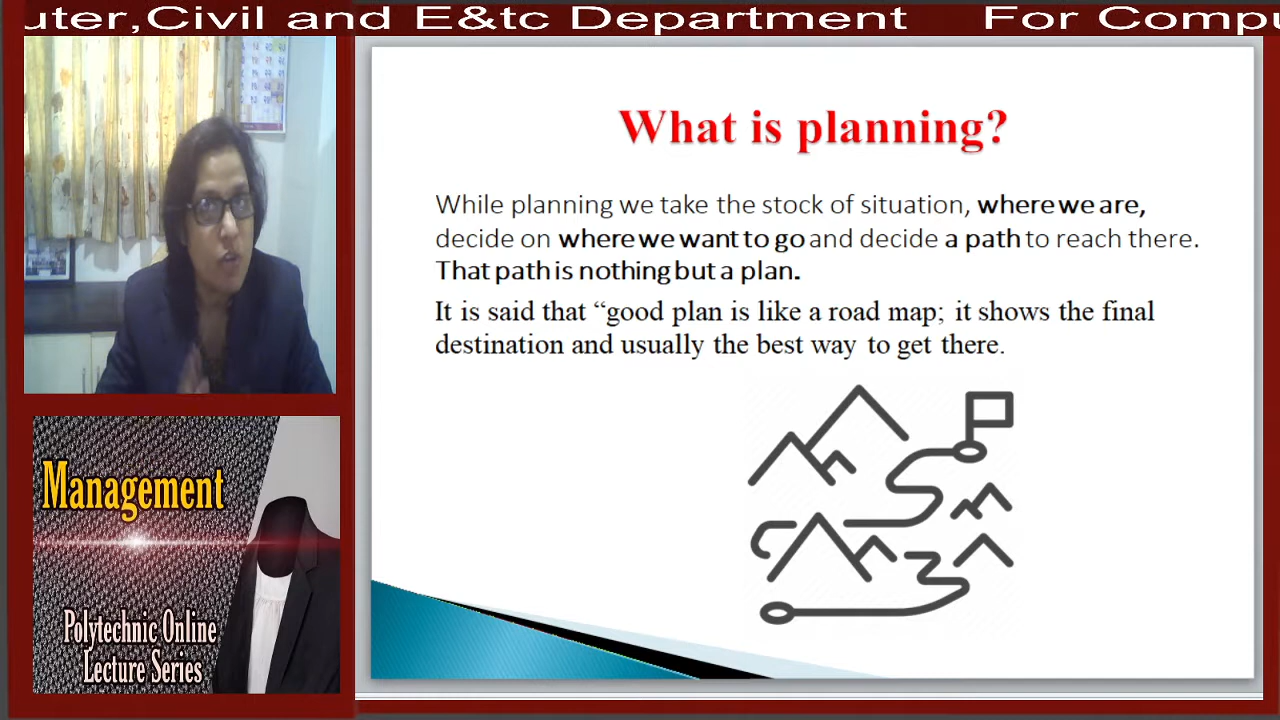 uter,Civil and E&tc Department For Compu
What is planning?
While planning we take the stock of situation, where we are,
decide on where we want to go and decide a path to reach there.
That path is nothing but a plan.
It is said that “good plan is like a road map; it shows the final
destination and usually the best way to get there.
Management
Polytechnic Online
Lecture Series